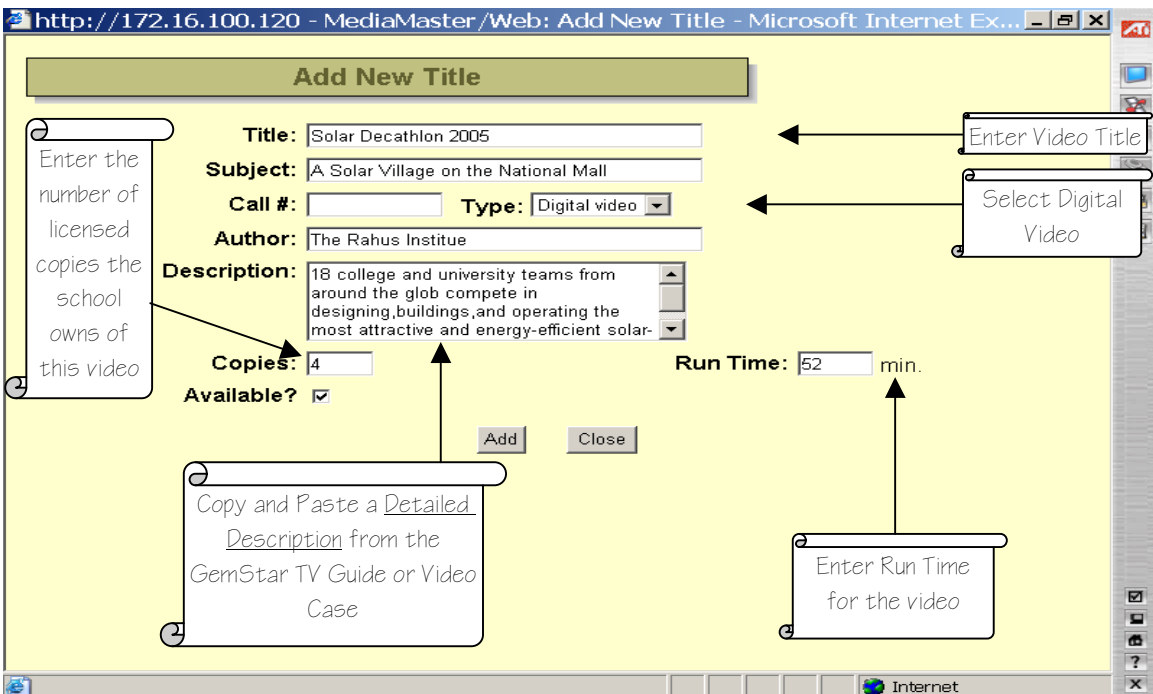 http://172.16.100.120 - MediaMaster/Web: Add New Title - Microsoft Internet Ex...
ATI
Add New Title
Title: Solar Decathlon 2005
Enter Video Title
Subject: A Solar Village on the National Mall
Call #: Type: Digital video
Select Digital
Video
Author: The Rahus Institue
Description: 18 college and university teams from
around the glob compete in
designing,buildings,and operating the
most attractive and energy-efficient solar-
Enter the
number of
licensed
copies the
school
owns of
this video
Copies: 4
Run Time: 52 min.
Available?
Add Close
Copy and Paste a Detailed
Description from the
GemStar TV Guide or Video
Case
Enter Run Time
for the video
Internet